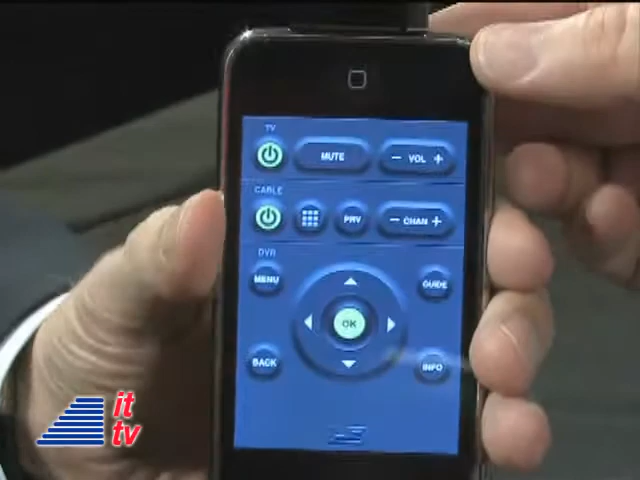 TV
MUTE
− VOL +
CABLE
PRV
− CHAN +
DVR
MENU
GUIDE
OK
BACK
INFO
it
tv